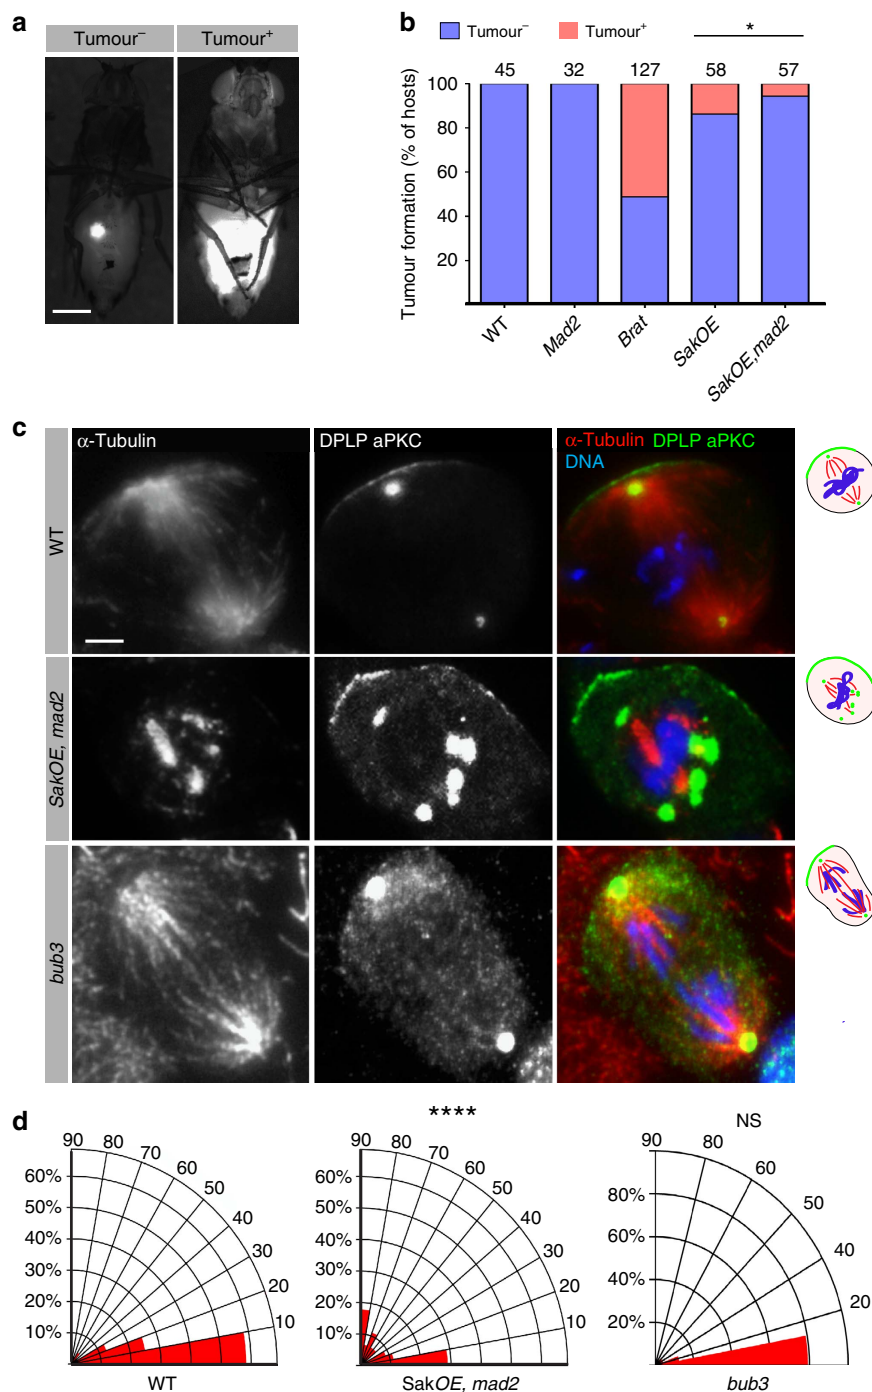 a
Tumour⁻ Tumour⁺
b
Tumour⁻ Tumour⁺ *
45 32 127 58 57
Tumour formation (% of hosts)
100
80
60
40
20
WT Mad2 Brat SakOE SakOE,mad2
c
α-Tubulin DPLP aPKC α-Tubulin DPLP aPKC
DNA
WT
SakOE, mad2
bub3
d
****
NS
90 80 70 60 50 40 30 20 10
60%
50%
40%
30%
20%
10%
WT
90 80 70 60 50 40 30 20 10
60%
50%
40%
30%
20%
10%
SakOE, mad2
90 80 60 50 40 20
80%
60%
40%
20%
bub3